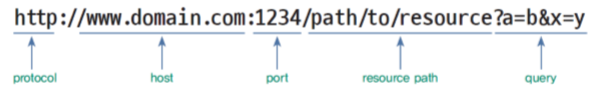 http://www.domain.com:1234/path/to/resource?a=b&x=y
protocol host port resource path query